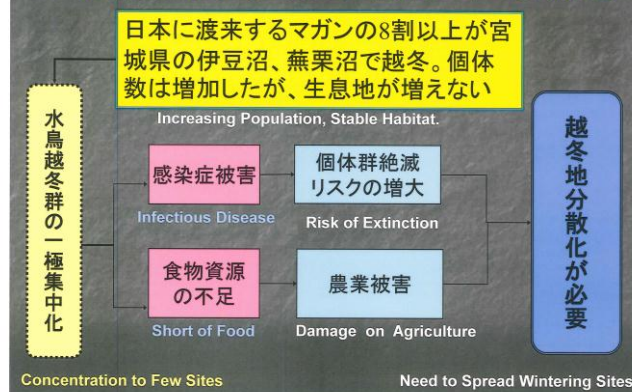 日本に渡来するマガンの8割以上が宮
城県の伊豆沼、蕪栗沼で越冬。個体
数は増加したが、生息地が増えない
Increasing Population, Stable Habitat.
水鳥越冬群の一極集中化
感染症被害
Infectious Disease
個体群絶滅
リスクの増大
Risk of Extinction
食物資源
の不足
Short of Food
農業被害
Damage on Agriculture
越冬地分散化が必要
Concentration to Few Sites
Need to Spread Wintering Sites